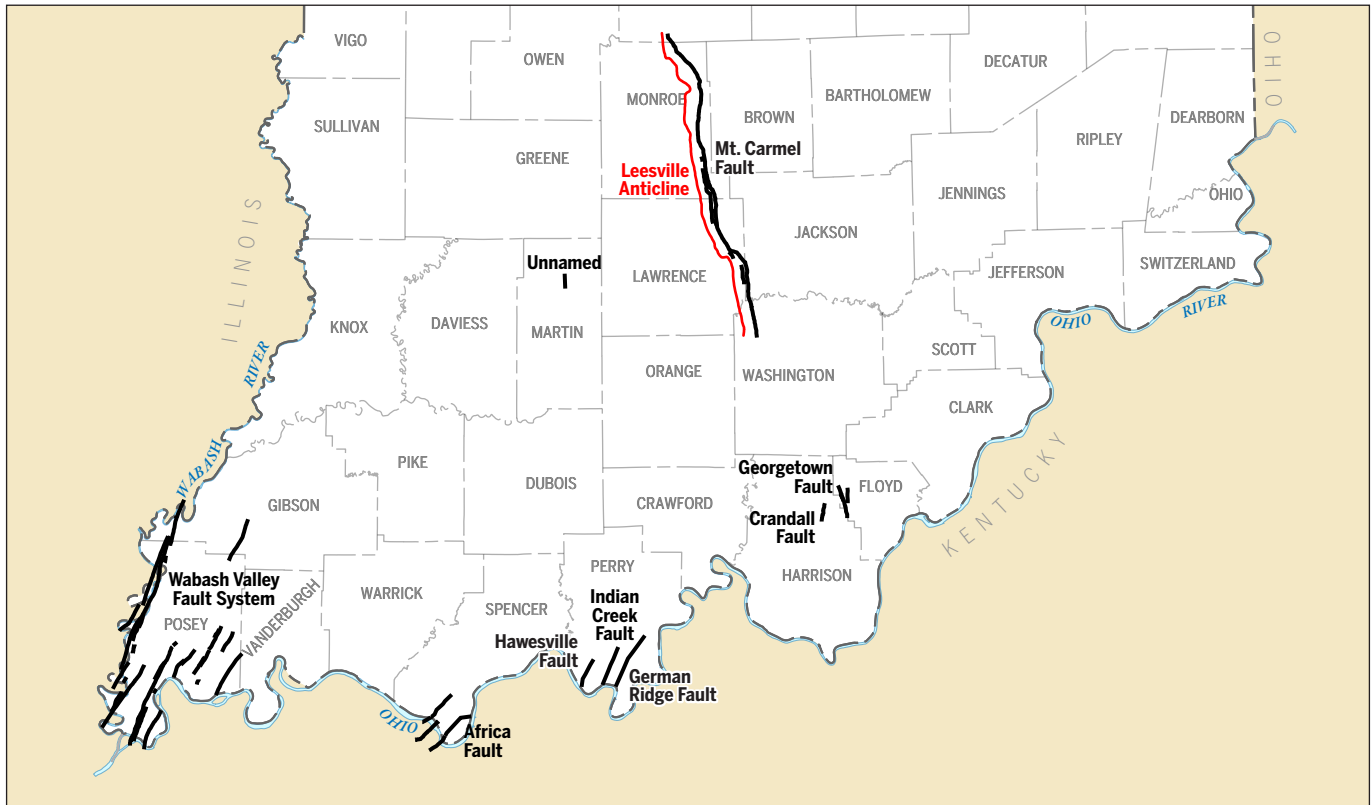 VIGO
OWEN
DECATUR
OHIO
MONROE
BROWN
BARTHOLOMEW
DEARBORN
SULLIVAN
RIPLEY
GREENE
Mt. Carmel
Fault
Leesville
Anticline
JENNINGS
OHIO
ILLINOIS
JACKSON
Unnamed
LAWRENCE
JEFFERSON
SWITZERLAND
KNOX
DAVIESS
MARTIN
OHIO
RIVER
RIVER
SCOTT
ORANGE
WASHINGTON
CLARK
WABASH
PIKE
DUBOIS
Georgetown
Fault
FLOYD
KENTUCKY
GIBSON
CRAWFORD
Crandall
Fault
HARRISON
Wabash Valley
Fault System
WARRICK
PERRY
SPENCER
Indian
Creek
Fault
POSEY
VANDERBURGH
Hawesville
Fault
German
Ridge Fault
OHIO
Africa
Fault